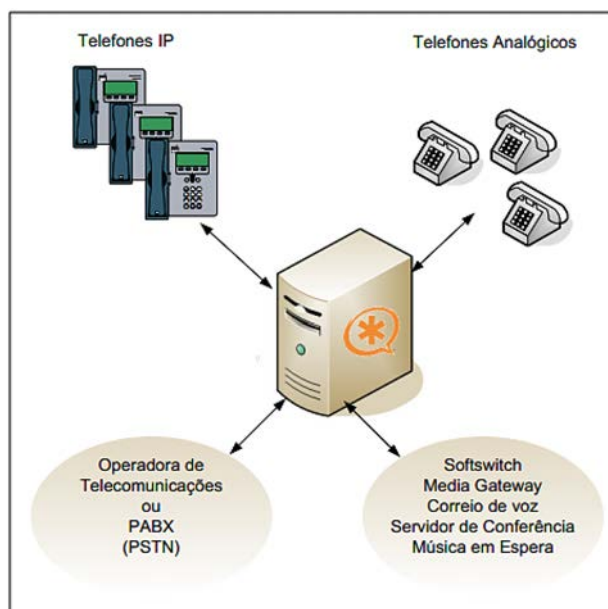 Telefones IP
Telefones Analógicos
Operadora de
Telecomunicações
ou
PABX
(PSTN)
Softswitch
Media Gateway
Correio de voz
Servidor de Conferência
Música em Espera